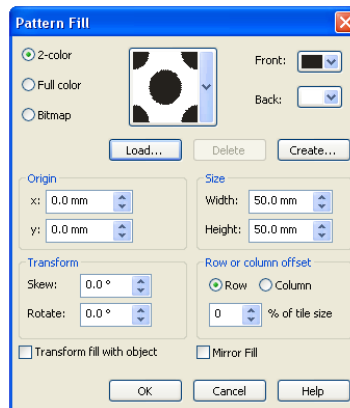 Pattern Fill
2-color
Full color
Bitmap
Front:
Back:
Load...
Delete
Create...
Origin
x: 0.0 mm
y: 0.0 mm
Size
Width: 50.0 mm
Height: 50.0 mm
Transform
Skew: 0.0 °
Rotate: 0.0 °
Row or column offset
Row Column
0 % of tile size
Transform fill with object
Mirror Fill
OK
Cancel
Help